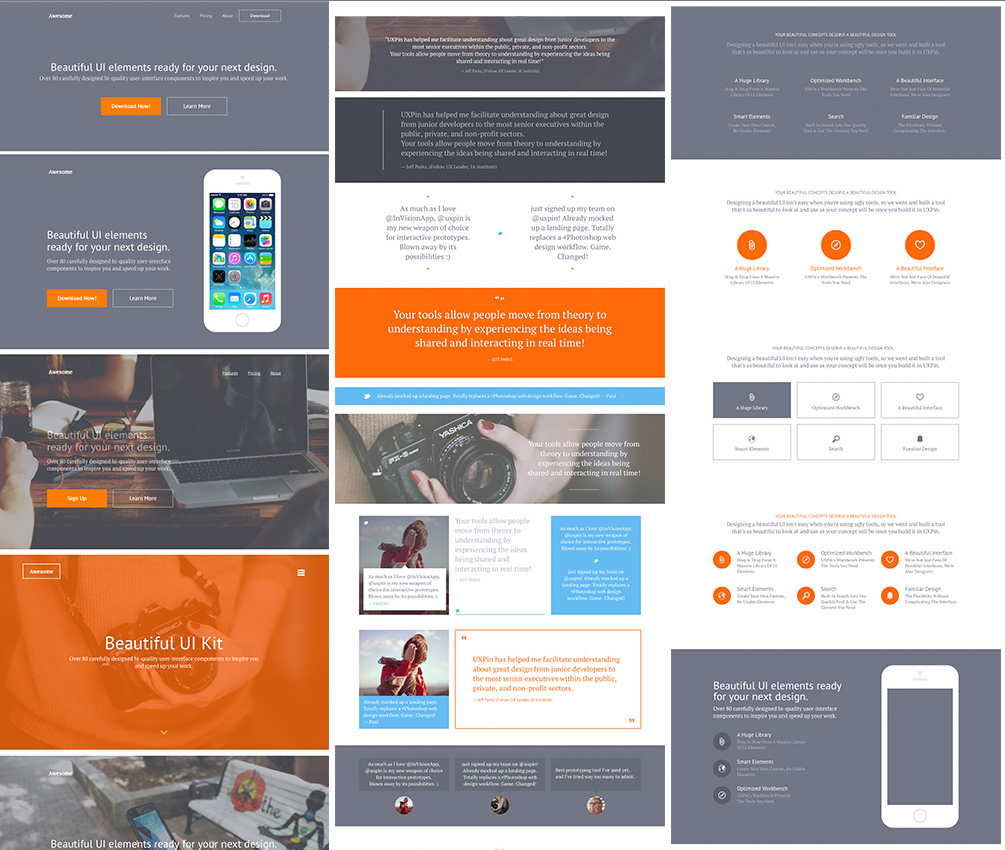 Awesome
Features Pricing About Download
Beautiful UI elements ready for your next design.
Over 80 carefully designed hi-quality user-interface components to inspire you and speed up your work.
Download Now! Learn More
Awesome
Beautiful UI elements
ready for your next design.
Over 80 carefully designed hi-quality user-interface
components to inspire you and speed up your work.
Download Now! Learn More
Awesome
Features Pricing About
Beautiful UI elements
ready for your next design.
Over 80 carefully designed hi-quality user-interface
components to inspire you and speed up your work.
Sign Up Learn More
Awesome
Beautiful UI Kit
Over 80 carefully designed hi-quality user-interface components to inspire you
and speed up your work.
Awesome
Beautiful UI elements ready for your next design.
"UXPin has helped me facilitate understanding about great design from junior developers to the
most senior executives within the public, private, and non-profit sectors.
Your tools allow people to move from theory to understanding by experiencing the ideas being
shared and interacting in real time!"
— Jeff Parks, (Follow UX Leader, IA Institute)
UXPin has helped me facilitate understanding about great design
from junior developers to the most senior executives within the
public, private, and non-profit sectors.
Your tools allow people to move from theory to understanding by
experiencing the ideas being shared and interacting in real time!
— Jeff Parks, (Follow UX Leader, IA Institute)
As much as I love
@InVisionApp, @uxpin is
my new weapon of choice
for interactive prototypes.
Blown away by its
possibilities :)
just signed up my team on
@uxpin! Already mocked
up a landing page. Totally
replaces a #Photoshop web
design workflow. Game.
Changed!
“ ”
Your tools allow people move from theory to
understanding by experiencing the ideas being
shared and interacting in real time!
— JEFF PARKS
Already mocked up a landing page. Totally replaces a #Photoshop web design workflow. Game. Changed! — Paul
YASHICA
Your tools allow people move from
theory to understanding by
experiencing the ideas being
shared and interacting in real time!
As much as I love @InVisionApp,
@uxpin is my new weapon of
choice for interactive prototypes.
Blown away by its possibilities :)
— VINCENT
Your tools allow people
move from theory to
understanding by
experiencing the ideas
being shared and
interacting in real time!
— JEFF PARKS
As much as I love @InVisionApp,
@uxpin is my new weapon of
choice for interactive prototypes.
Blown away by its possibilities :)
just signed up my team on
@uxpin! Already mocked up a
landing page. Totally replaces a
#Photoshop web design
workflow. Game. Changed!
Already mocked up a landing page.
Totally replaces a #Photoshop web
design workflow. Game. Changed!
— Paul
“
UXPin has helped me facilitate understanding
about great design from junior developers to
the most senior executives within the public,
private, and non-profit sectors.
— Jeff Parks, (Follow UX Leader, IA Institute)
”
As much as I love @InVisionApp,
@uxpin is my new weapon of choice
for interactive prototypes.
Blown away by its possibilities :)
just signed up my team on @uxpin!
Already mocked up a landing page.
Totally replaces a #Photoshop web
design workflow. Game. Changed!
Best prototyping tool I've used yet,
and I've tried way too many to admit.
YOUR BEAUTIFUL CONCEPTS DESERVE A BEAUTIFUL DESIGN TOOL
Designing a beautiful UI isn't easy when you're using ugly tools, so we went and built a tool
that's as beautiful to look at and use as your concept will be once you build it in UXPin.
A Huge Library
Drag & Drop From A Massive
Library Of UI Elements
Optimized Workbench
UXPin's Workbench Presents The
Tools You Need
A Beautiful Interface
We're Not Just Fans Of Beautiful
Interfaces, We're Also Designers
Smart Elements
Create Your Own Custom,
Re-Usable Elements
Search
Built-In Search Lets You Quickly
Find & Use The Element You Need
Familiar Design
The Flexibility Without
Complicating The Interface
YOUR BEAUTIFUL CONCEPTS DESERVE A BEAUTIFUL DESIGN TOOL
Designing a beautiful UI isn't easy when you're using ugly tools, so we went and built a tool
that's as beautiful to look at and use as your concept will be once you build it in UXPin.
A Huge Library
Drag & Drop From A Massive
Library Of UI Elements
Optimized Workbench
UXPin's Workbench Presents The
Tools You Need
A Beautiful Interface
We're Not Just Fans Of Beautiful
Interfaces, We're Also Designers
YOUR BEAUTIFUL CONCEPTS DESERVE A BEAUTIFUL DESIGN TOOL
Designing a beautiful UI isn't easy when you're using ugly tools, so we went and built a tool
that's as beautiful to look at and use as your concept will be once you build it in UXPin.
A Huge Library
Optimized Workbench
A Beautiful Interface
Smart Elements
Search
Familiar Design
YOUR BEAUTIFUL CONCEPTS DESERVE A BEAUTIFUL DESIGN TOOL
Designing a beautiful UI isn't easy when you're using ugly tools, so we went and built a tool
that's as beautiful to look at and use as your concept will be once you build it in UXPin.
A Huge Library
Drag & Drop From A
Massive Library Of UI
Elements
Optimized Workbench
UXPin's Workbench
Presents The Tools You
Need
A Beautiful Interface
We're Not Just Fans Of
Beautiful Interfaces, We're
Also Designers
Smart Elements
Create Your Own Custom,
Re-Usable Elements
Search
Built-In Search Lets You
Quickly Find & Use The
Element You Need
Familiar Design
The Flexibility Without
Complicating The Interface.
Beautiful UI elements ready
for your next design.
Over 80 carefully designed hi-quality user-interface
components to inspire you and speed up your work.
A Huge Library
Drag & Drop From A Massive Library
Of UI Elements
Smart Elements
Create Your Own Custom, Re-Usable
Elements
Optimized Workbench
UXPin's Workbench Presents
The Tools You Need